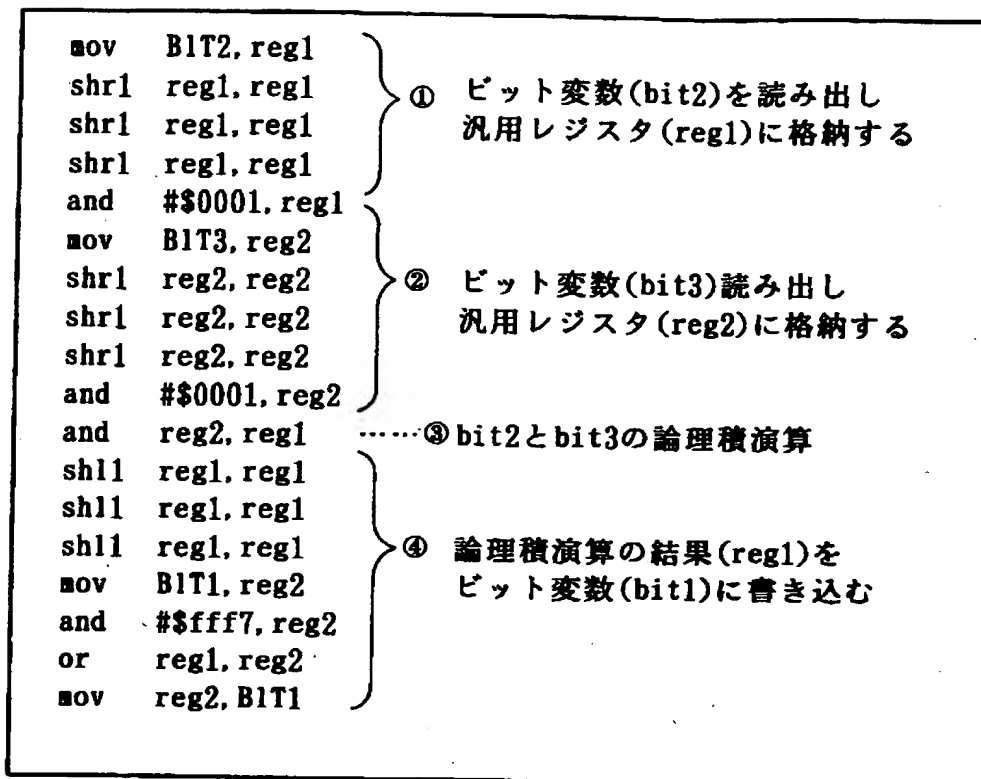 mov BIT2, reg1
shr1 reg1, reg1
shr1 reg1, reg1 ① ビット変数(bit2)を読み出し
shr1 reg1, reg1 汎用レジスタ(reg1)に格納する
and #$0001, reg1
mov BIT3, reg2
shr1 reg2, reg2 ② ビット変数(bit3)読み出し
shr1 reg2, reg2 汎用レジスタ(reg2)に格納する
shr1 reg2, reg2
and #$0001, reg2
and reg2, reg1 ……③bit2とbit3の論理積演算
shl1 reg1, reg1
shl1 reg1, reg1
shl1 reg1, reg1 ④ 論理積演算の結果(reg1)を
mov BIT1, reg2 ビット変数(bit1)に書き込む
and #$fff7, reg2
or reg1, reg2
mov reg2, BIT1